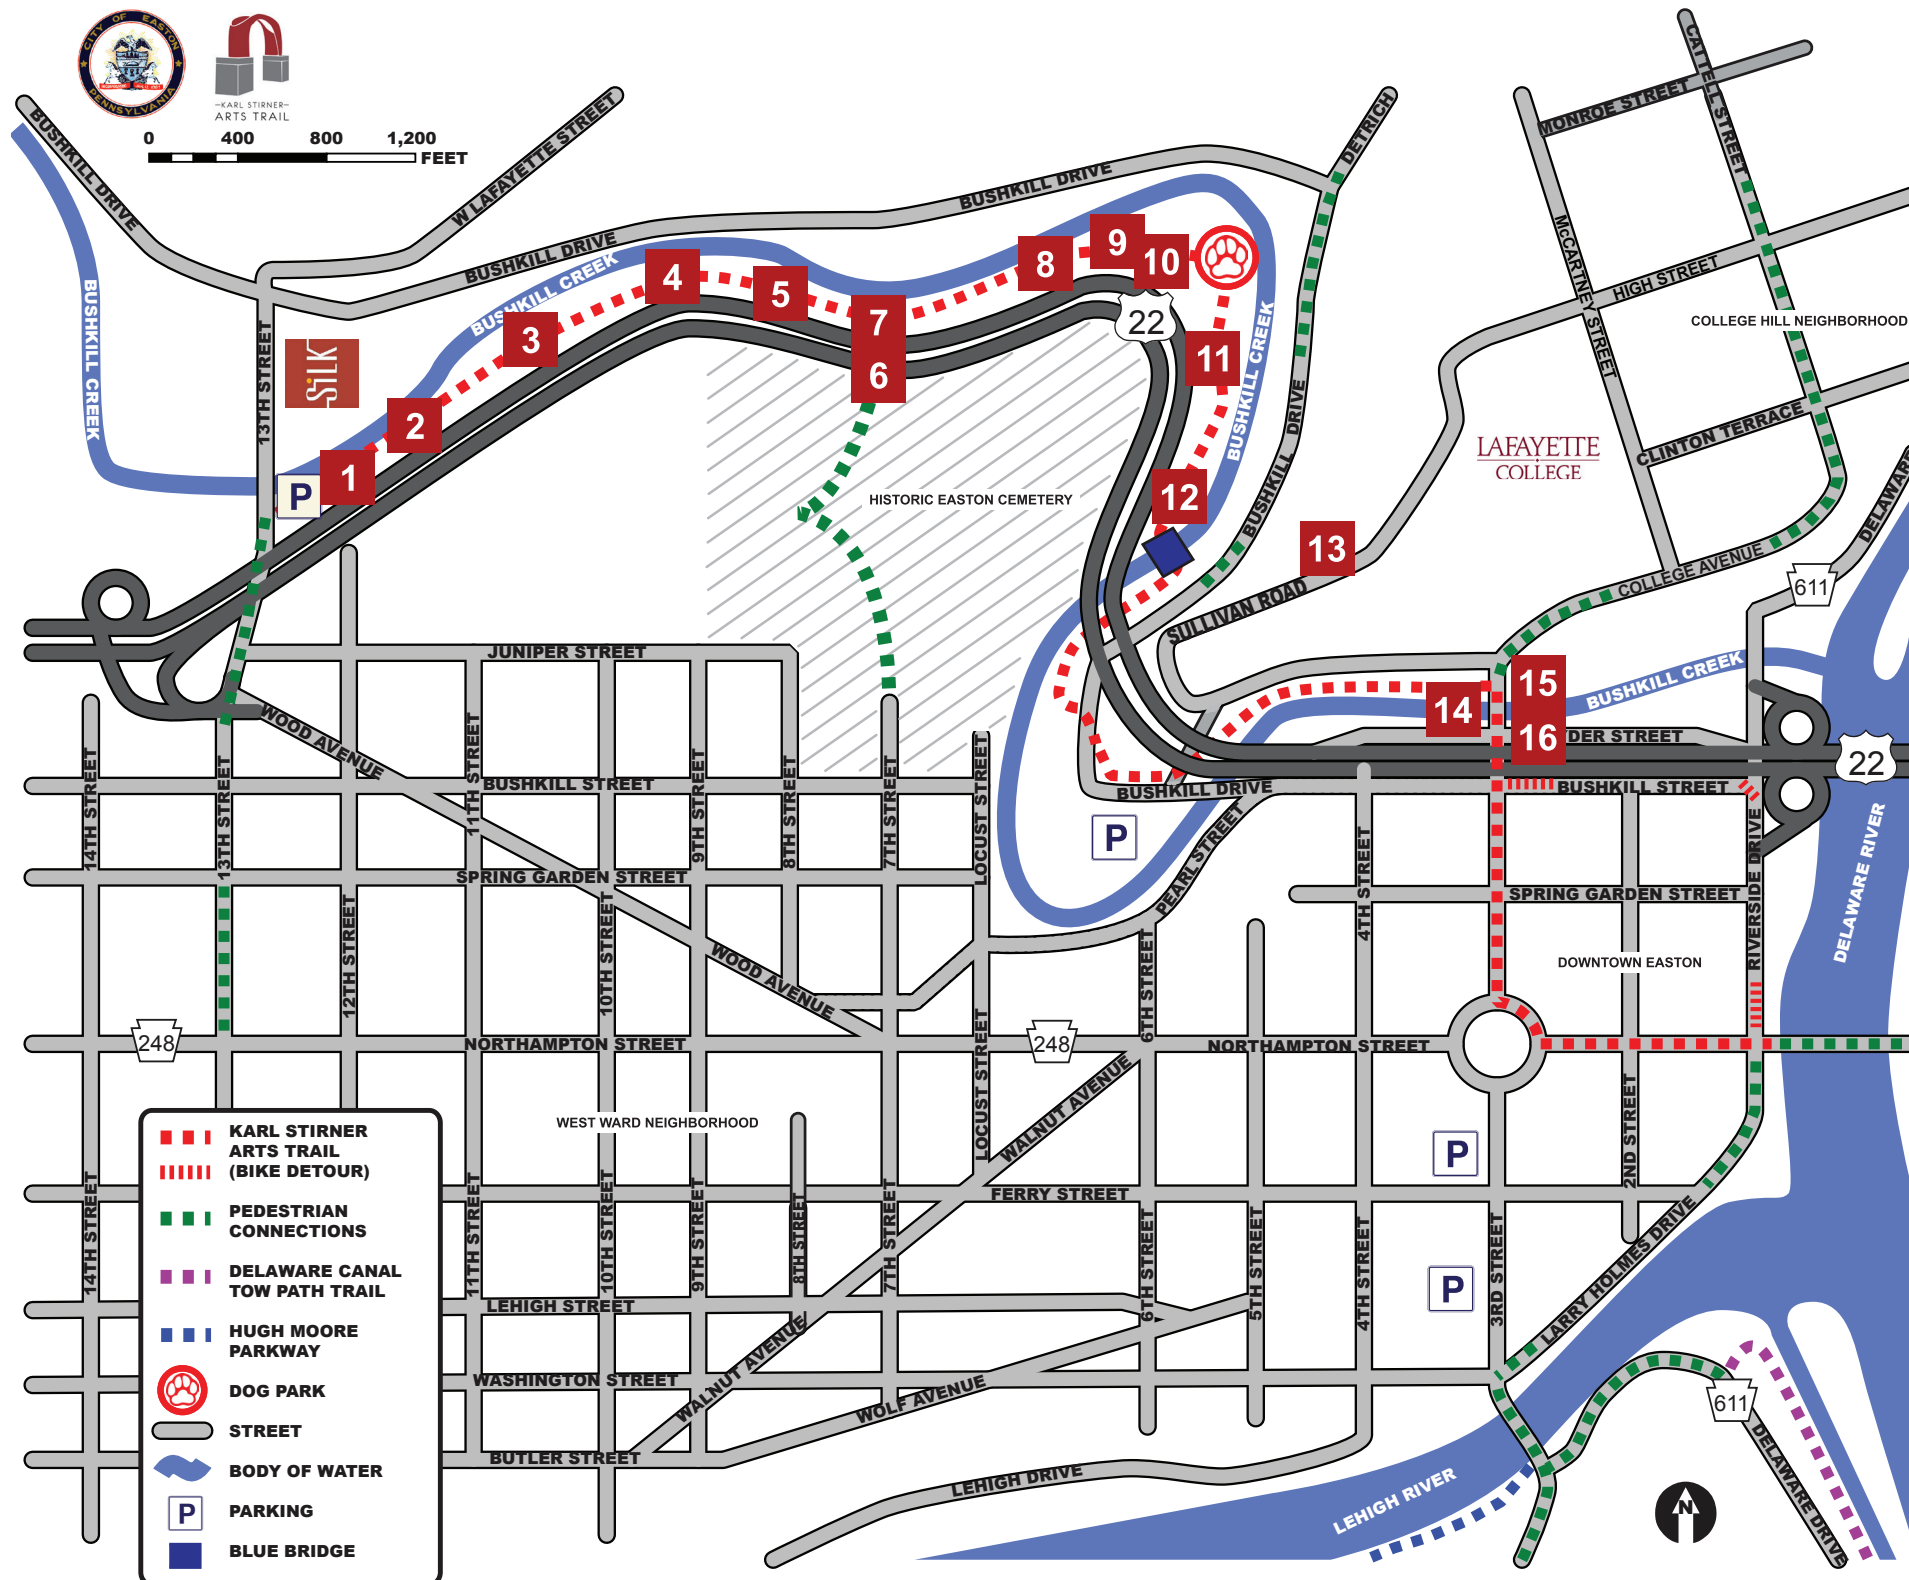 CITY OF EASTON
PENNSYLVANIA
-KARL STIRNER-
ARTS TRAIL
0 400 800 1,200
FEET
BUSHKILL DRIVE
W LAFAYETTE STREET
BUSHKILL DRIVE
BUSHKILL DRIVE
DETRICH
CATTELL STREET
MONROE STREET
McCARTNEY STREET
HIGH STREET
COLLEGE HILL NEIGHBORHOOD
CLINTON TERRACE
LAFAYETTE
COLLEGE
COLLEGE AVENUE
DELAWARE
611
BUSHKILL CREEK
BUSHKILL CREEK
BUSHKILL CREEK
13TH STREET
SILK
P
1
2
3
4
5
7
6
8
9
10
22
11
12
13
BUSHKILL DRIVE
BUSHKILL DRIVE
HISTORIC EASTON CEMETERY
SULLIVAN ROAD
14
15
16
BUSHKILL CREEK
DER STREET
22
JUNIPER STREET
WOOD AVENUE
BUSHKILL STREET
BUSHKILL DRIVE
BUSHKILL STREET
14TH STREET
13TH STREET
11TH STREET
9TH STREET
8TH STREET
7TH STREET
LOCUST STREET
P
PEARL STREET
4TH STREET
RIVERSIDE DRIVE
DELAWARE RIVER
SPRING GARDEN STREET
SPRING GARDEN STREET
12TH STREET
10TH STREET
WOOD AVENUE
6TH STREET
DOWNTOWN EASTON
248
NORTHAMPTON STREET
248
NORTHAMPTON STREET
LOCUST STREET
WALNUT AVENUE
WEST WARD NEIGHBORHOOD
P
2ND STREET
FERRY STREET
14TH STREET
11TH STREET
10TH STREET
9TH STREET
8TH STREET
7TH STREET
6TH STREET
5TH STREET
4TH STREET
3RD STREET
P
LARRY HOLMES DRIVE
LEHIGH STREET
WALNUT AVENUE
WASHINGTON STREET
WOLF AVENUE
BUTLER STREET
LEHIGH DRIVE
LEHIGH RIVER
611
DELAWARE DRIVE
N
KARL STIRNER
ARTS TRAIL
(BIKE DETOUR)
PEDESTRIAN
CONNECTIONS
DELAWARE CANAL
TOW PATH TRAIL
HUGH MOORE
PARKWAY
DOG PARK
STREET
BODY OF WATER
P PARKING
BLUE BRIDGE